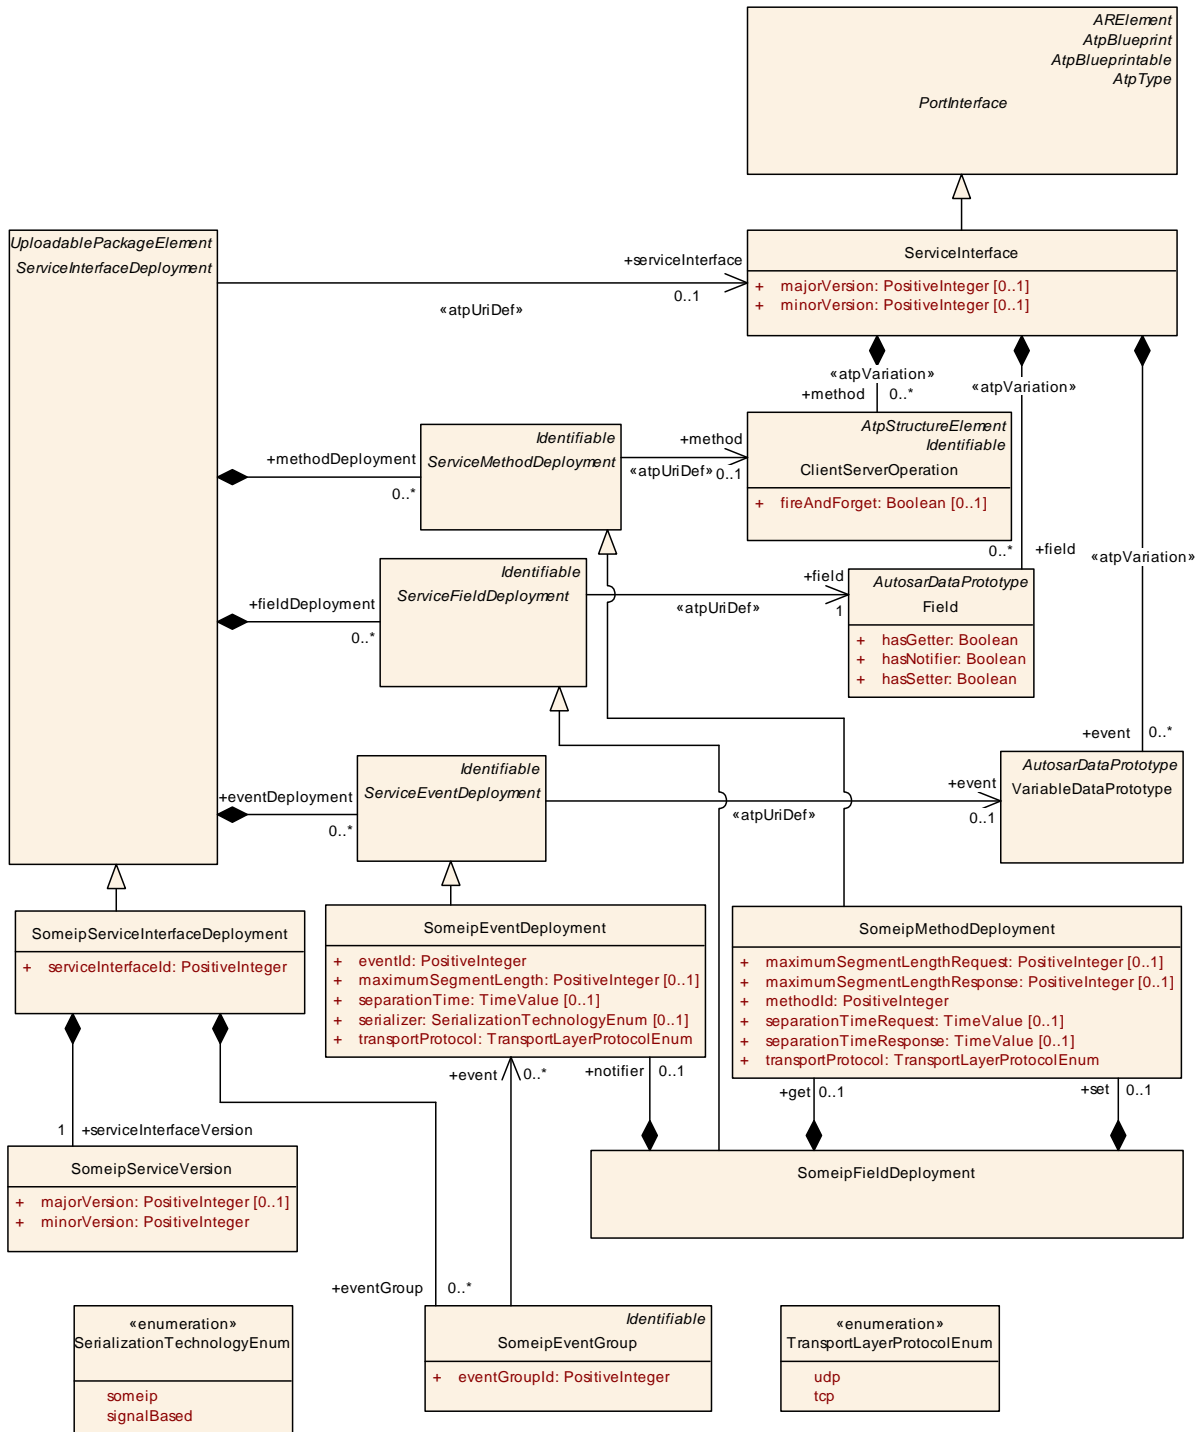 ARElement
AtpBlueprint
AtpBlueprintable
AtpType
PortInterface
UploadablePackageElement
ServiceInterfaceDeployment
+serviceInterface
0..1
«atpUriDef»
ServiceInterface
+ majorVersion: PositiveInteger [0..1]
+ minorVersion: PositiveInteger [0..1]
«atpVariation»
+method 0..*
«atpVariation»
0..* +field
«atpVariation»
+event 0..*
+methodDeployment
0..*
Identifiable
ServiceMethodDeployment
+method
«atpUriDef» 0..1
AtpStructureElement
Identifiable
ClientServerOperation
+ fireAndForget: Boolean [0..1]
+fieldDeployment
0..*
Identifiable
ServiceFieldDeployment
+field
1
«atpUriDef»
AutosarDataPrototype
Field
+ hasGetter: Boolean
+ hasNotifier: Boolean
+ hasSetter: Boolean
+eventDeployment
0..*
Identifiable
ServiceEventDeployment
+event
0..1
«atpUriDef»
AutosarDataPrototype
VariableDataPrototype
SomeipServiceInterfaceDeployment
+ serviceInterfaceId: PositiveInteger
SomeipEventDeployment
+ eventId: PositiveInteger
+ maximumSegmentLength: PositiveInteger [0..1]
+ separationTime: TimeValue [0..1]
+ serializer: SerializationTechnologyEnum [0..1]
+ transportProtocol: TransportLayerProtocolEnum
SomeipMethodDeployment
+ maximumSegmentLengthRequest: PositiveInteger [0..1]
+ maximumSegmentLengthResponse: PositiveInteger [0..1]
+ methodId: PositiveInteger
+ separationTimeRequest: TimeValue [0..1]
+ separationTimeResponse: TimeValue [0..1]
+ transportProtocol: TransportLayerProtocolEnum
+event 0..*
+notifier 0..1
+get 0..1
+set 0..1
1 +serviceInterfaceVersion
SomeipServiceVersion
+ majorVersion: PositiveInteger [0..1]
+ minorVersion: PositiveInteger
SomeipFieldDeployment
+eventGroup 0..*
«enumeration»
SerializationTechnologyEnum
someip
signalBased
Identifiable
SomeipEventGroup
+ eventGroupId: PositiveInteger
«enumeration»
TransportLayerProtocolEnum
udp
tcp